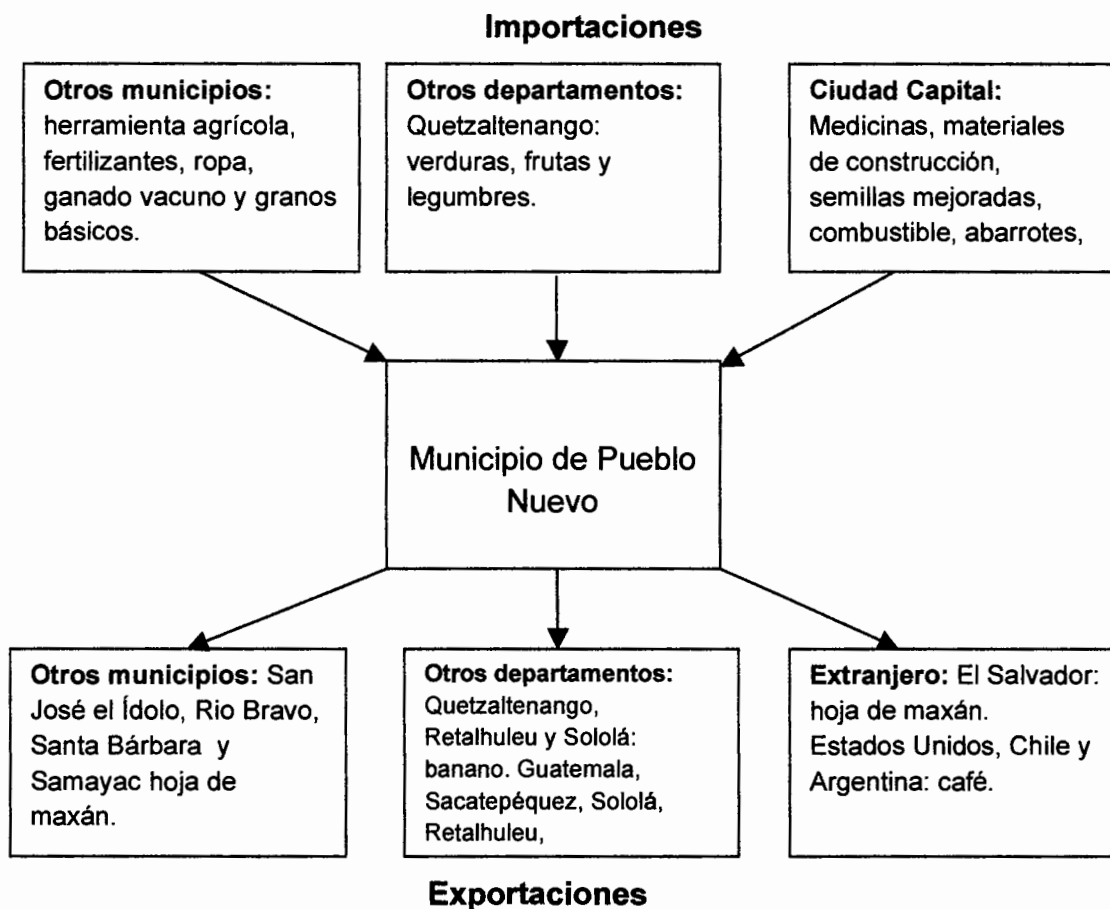 Importaciones
Otros municipios:
herramienta agrícola,
fertilizantes, ropa,
ganado vacuno y granos
básicos.
Otros departamentos:
Quetzaltenango:
verduras, frutas y
legumbres.
Ciudad Capital:
Medicinas, materiales
de construcción,
semillas mejoradas,
combustible, abarrotes,
Municipio de Pueblo
Nuevo
Otros municipios: San
José el Ídolo, Rio Bravo,
Santa Bárbara y
Samayac hoja de
maxán.
Otros departamentos:
Quetzaltenango,
Retalhuleu y Sololá:
banano. Guatemala,
Sacatepéquez, Sololá,
Retalhuleu,
Extranjero: El Salvador:
hoja de maxán.
Estados Unidos, Chile y
Argentina: café.
Exportaciones